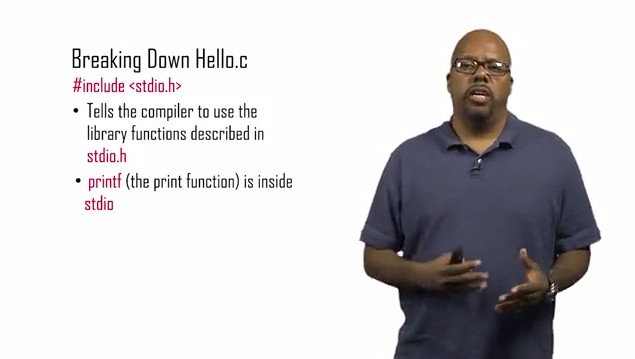 Breaking Down Hello.c
#include <stdio.h>
• Tells the compiler to use the
library functions described in
stdio.h
• printf (the print function) is inside
stdio